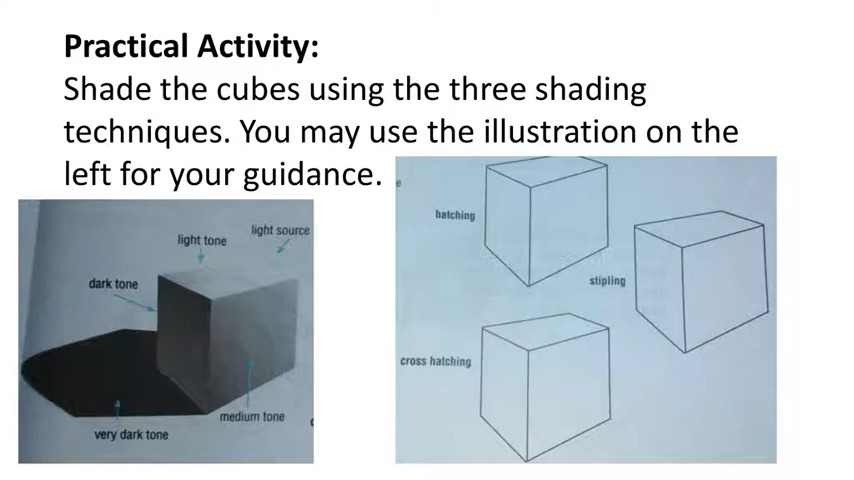 Practical Activity:
Shade the cubes using the three shading
techniques. You may use the illustration on the
left for your guidance.
light source
light tone
dark tone
medium tone
very dark tone
hatching
stipling
cross hatching